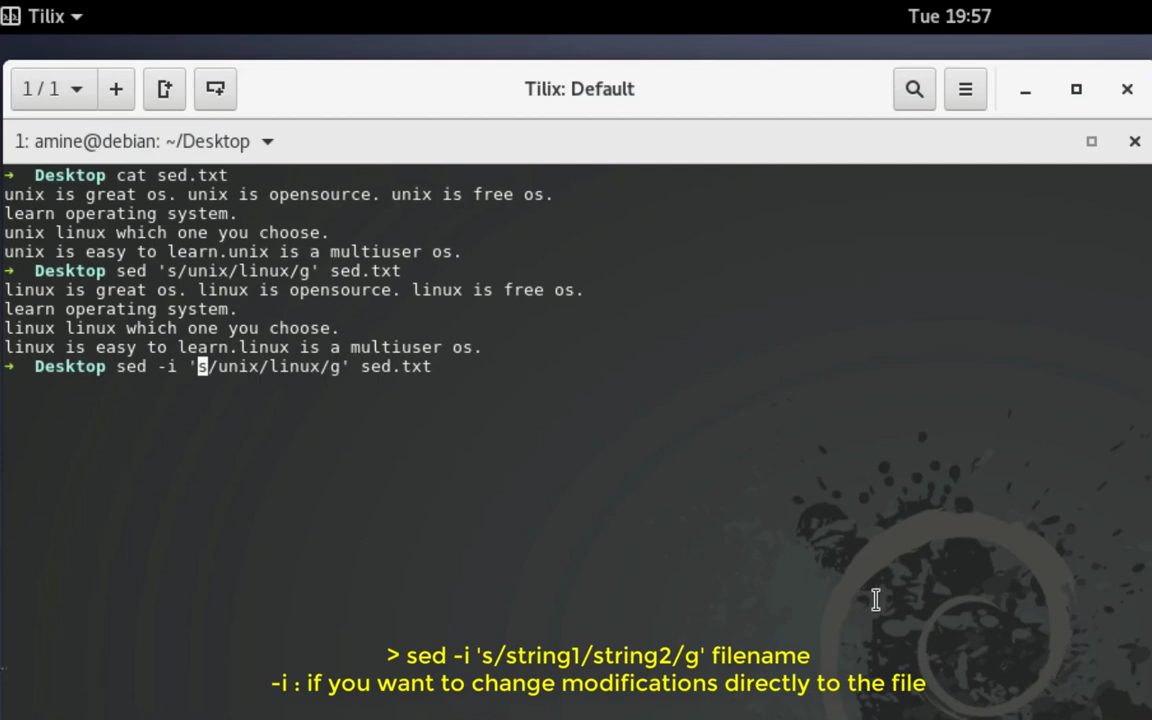 Tilix
Tue 19:57
1 / 1
Tilix: Default
1: amine@debian: ~/Desktop
➜ Desktop cat sed.txt
unix is great os. unix is opensource. unix is free os.
learn operating system.
unix linux which one you choose.
unix is easy to learn.unix is a multiuser os.
➜ Desktop sed 's/unix/linux/g' sed.txt
linux is great os. linux is opensource. linux is free os.
learn operating system.
linux linux which one you choose.
linux is easy to learn.linux is a multiuser os.
➜ Desktop sed -i 's/unix/linux/g' sed.txt
> sed -i 's/string1/string2/g' filename
-i : if you want to change modifications directly to the file